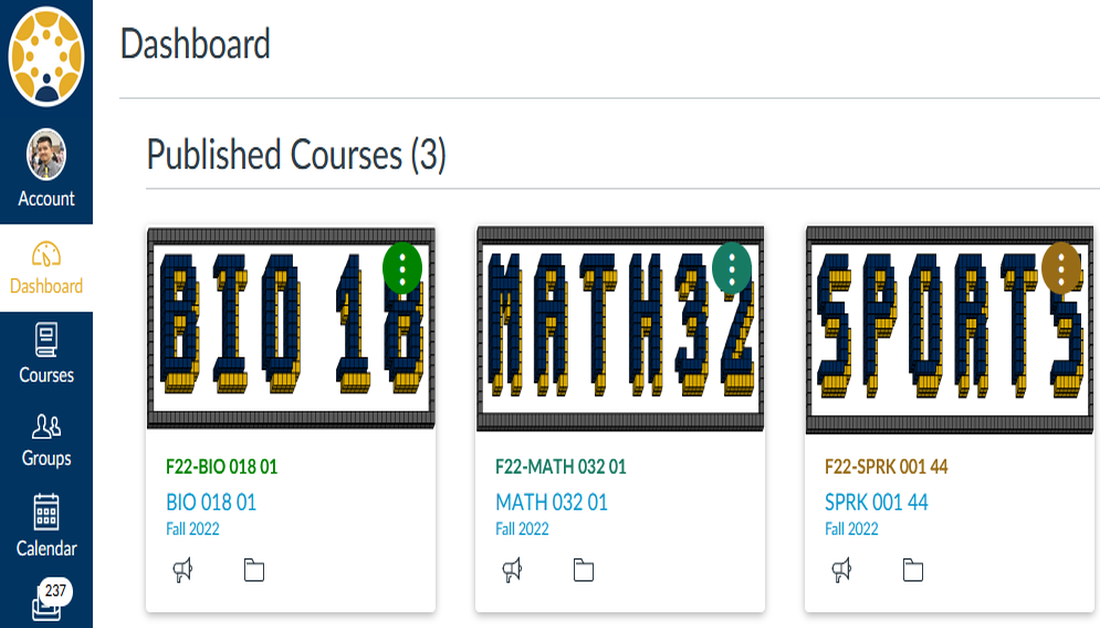 Dashboard
Account
Dashboard
Courses
Groups
Calendar
237
Published Courses (3)
BIO 18
F22-BIO 018 01
BIO 018 01
Fall 2022
MATH32
F22-MATH 032 01
MATH 032 01
Fall 2022
SPORTS
F22-SPRK 001 44
SPRK 001 44
Fall 2022